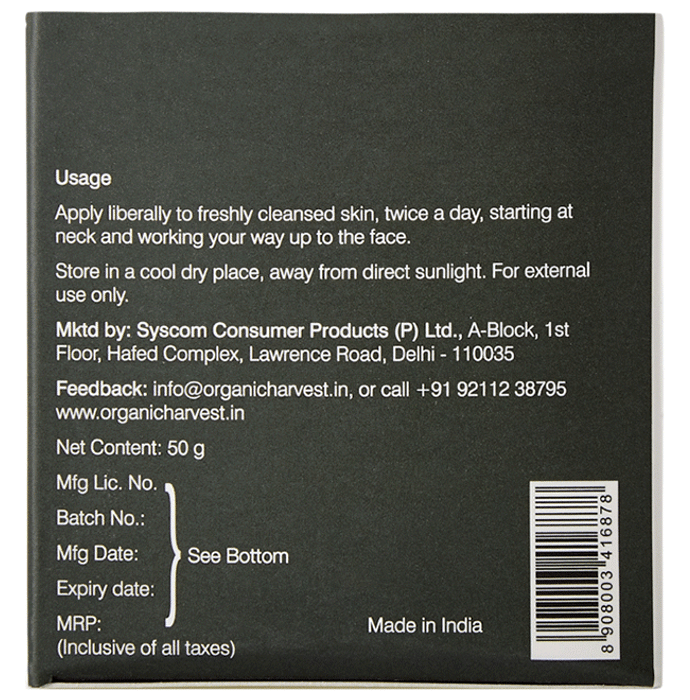 Usage
Apply liberally to freshly cleansed skin, twice a day, starting at
neck and working your way up to the face.
Store in a cool dry place, away from direct sunlight. For external
use only.
Mktd by: Syscom Consumer Products (P) Ltd., A-Block, 1st
Floor, Hafed Complex, Lawrence Road, Delhi - 110035
Feedback: info@organicharvest.in, or call +91 92112 38795
www.organicharvest.in
Net Content: 50 g
Mfg Lic. No.
Batch No.:
Mfg Date:
See Bottom
Expiry date:
MRP:
(Inclusive of all taxes)
Made in India
8 908003 416878